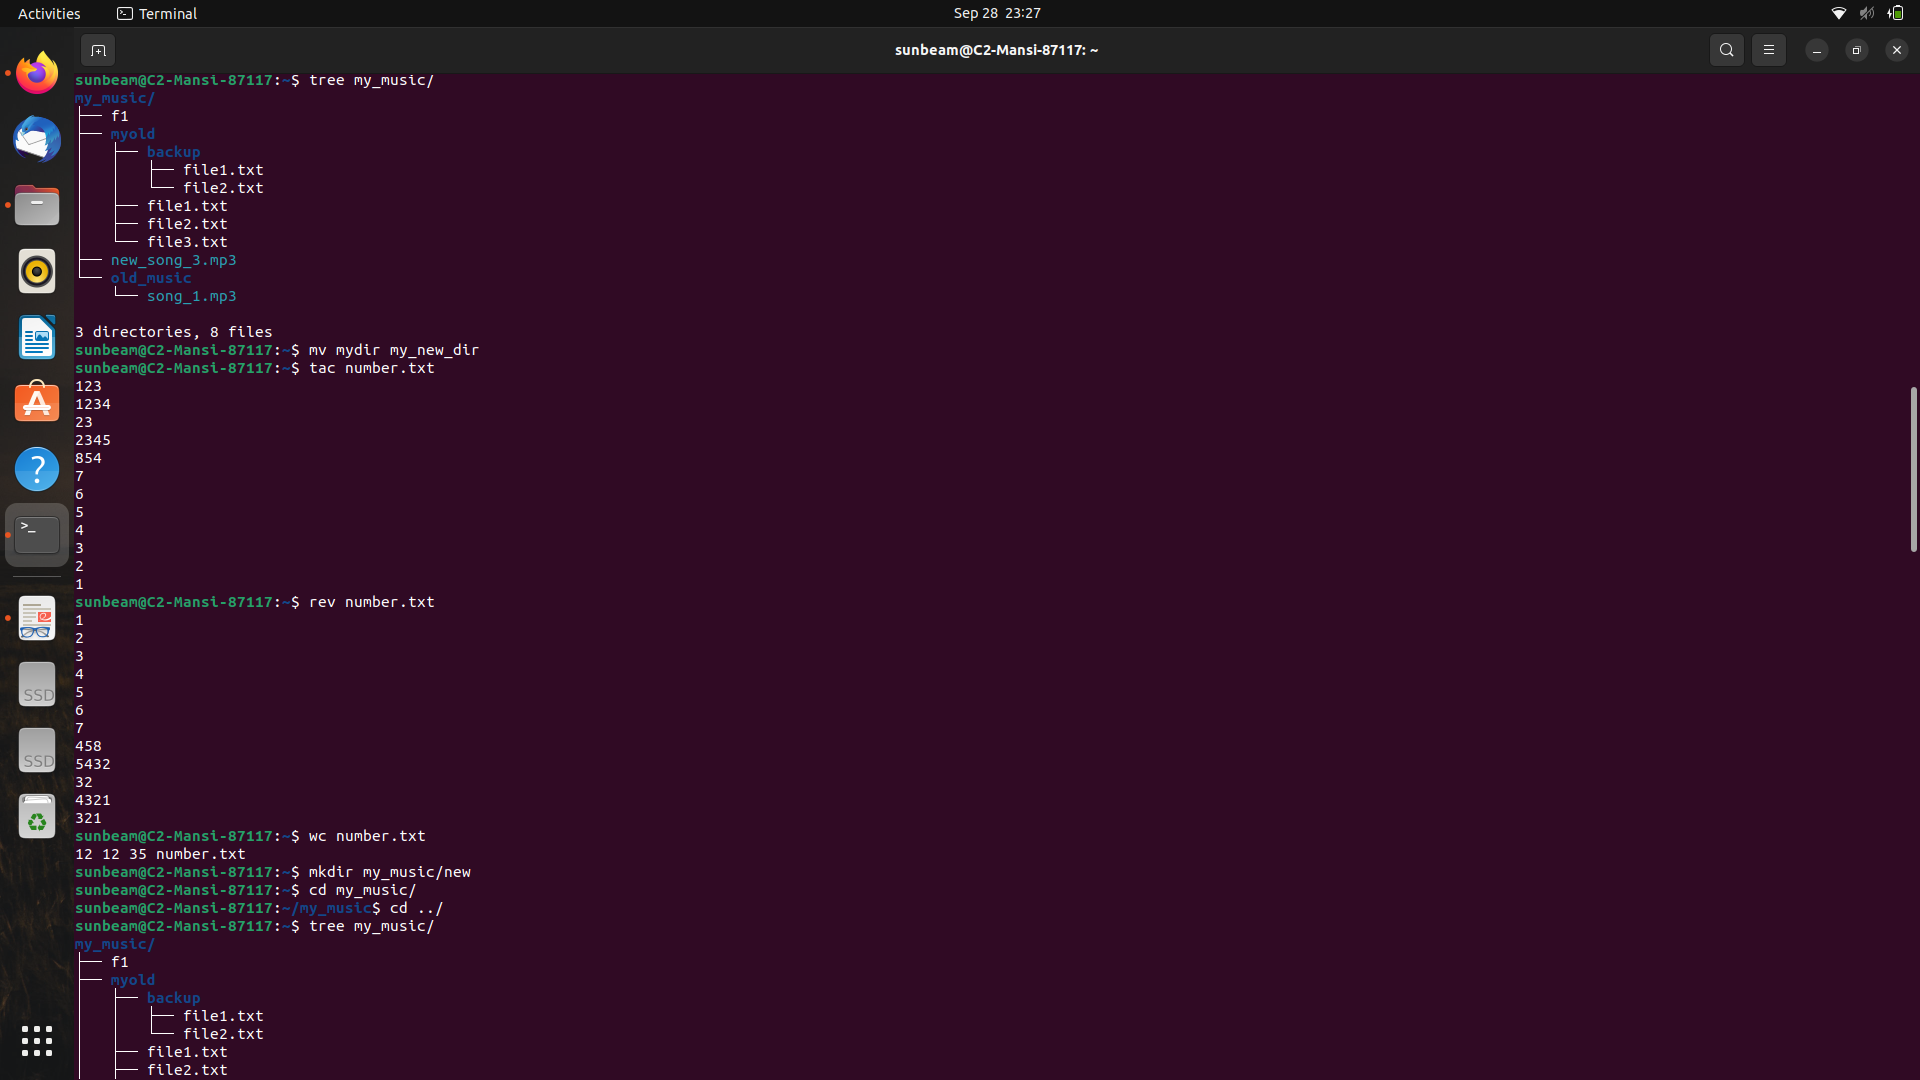 Activities
Terminal
Sep 28 23:27
sunbeam@C2-Mansi-87117: ~
sunbeam@C2-Mansi-87117:~$ tree my_music/
my_music/
├── f1
├── myold
│   ├── backup
│   │   ├── file1.txt
│   │   └── file2.txt
│   ├── file1.txt
│   ├── file2.txt
│   └── file3.txt
├── new_song_3.mp3
└── old_music
    └── song_1.mp3
3 directories, 8 files
sunbeam@C2-Mansi-87117:~$ mv mydir my_new_dir
sunbeam@C2-Mansi-87117:~$ tac number.txt
123
1234
23
2345
854
7
6
5
4
3
2
1
sunbeam@C2-Mansi-87117:~$ rev number.txt
1
2
3
4
5
6
7
458
5432
32
4321
321
sunbeam@C2-Mansi-87117:~$ wc number.txt
12 12 35 number.txt
sunbeam@C2-Mansi-87117:~$ mkdir my_music/new
sunbeam@C2-Mansi-87117:~$ cd my_music/
sunbeam@C2-Mansi-87117:~/my_music$ cd ../
sunbeam@C2-Mansi-87117:~$ tree my_music/
my_music/
├── f1
├── myold
│   ├── backup
│   │   ├── file1.txt
│   │   └── file2.txt
│   ├── file1.txt
│   ├── file2.txt
SSD
SSD